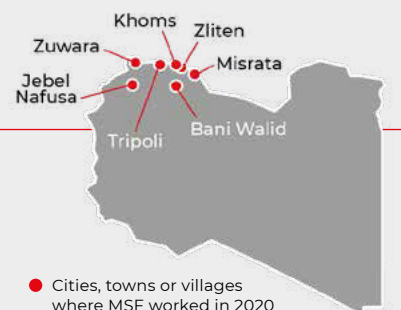 Khoms
Zliten
Zuwara
Misrata
Jebel
Nafusa
Tripoli
Bani Walid
Cities, towns or villages
where MSF worked in 2020